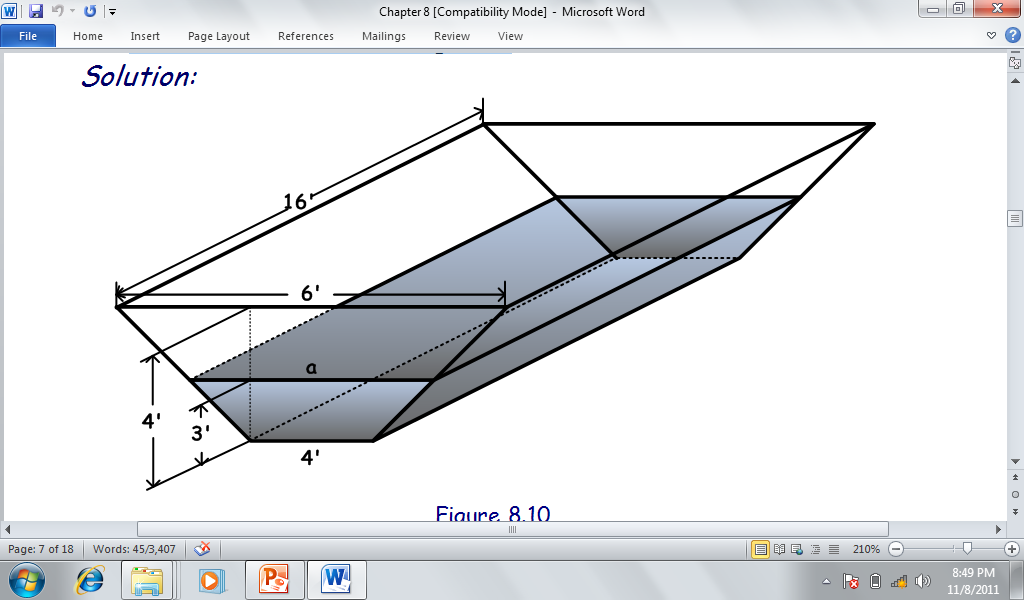 Chapter 8 [Compatibility Mode] - Microsoft Word
File Home Insert Page Layout References Mailings Review View
Solution:
16'
6'
a
4'
3'
4'
Figure 8.10
Page: 7 of 18 Words: 45/3,407 210%
8:49 PM
11/8/2011